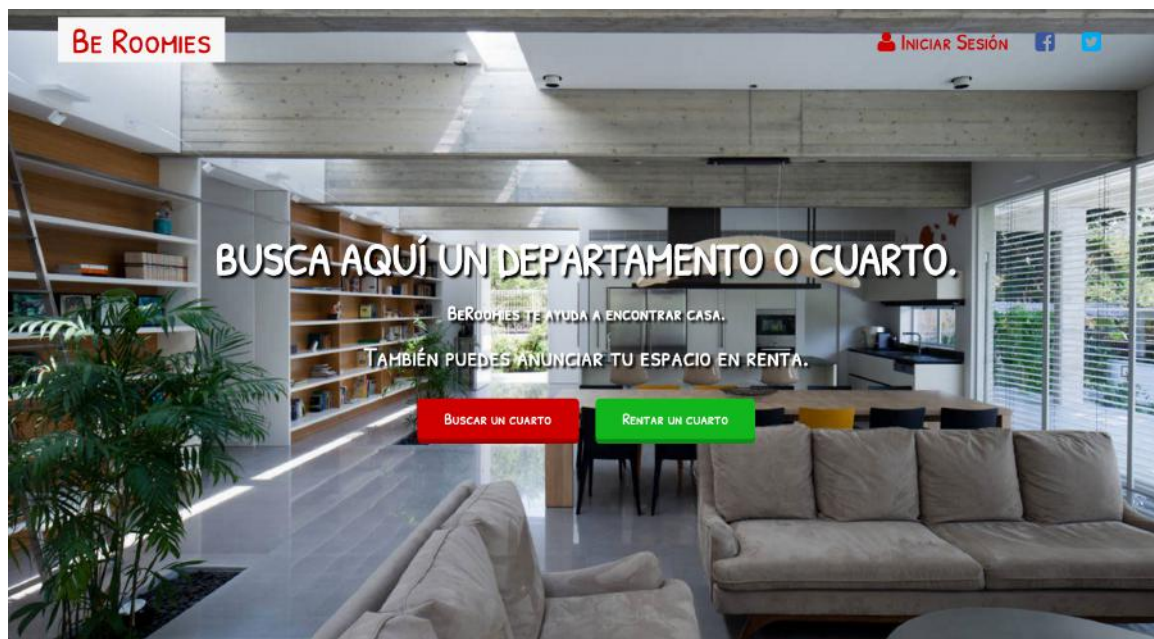 Be Roomies
Iniciar Sesión
BUSCA AQUÍ UN DEPARTAMENTO O CUARTO.
BeRoomies te ayuda a encontrar casa.
También puedes anunciar tu espacio en renta.
Buscar un cuarto
Rentar un cuarto